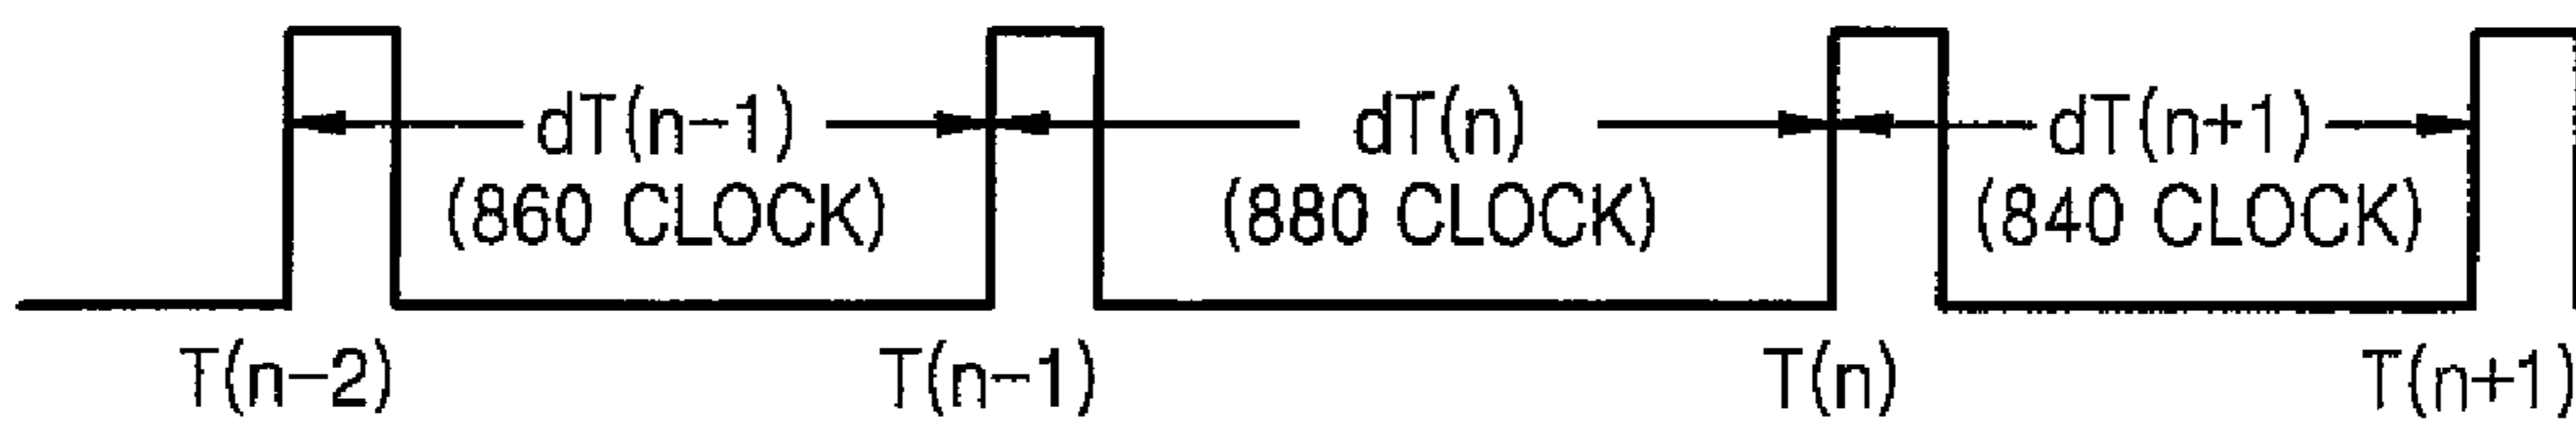 dT(n-1) dT(n) dT(n+1)
(860 CLOCK) (880 CLOCK) (840 CLOCK)
T(n-2) T(n-1) T(n) T(n+1)